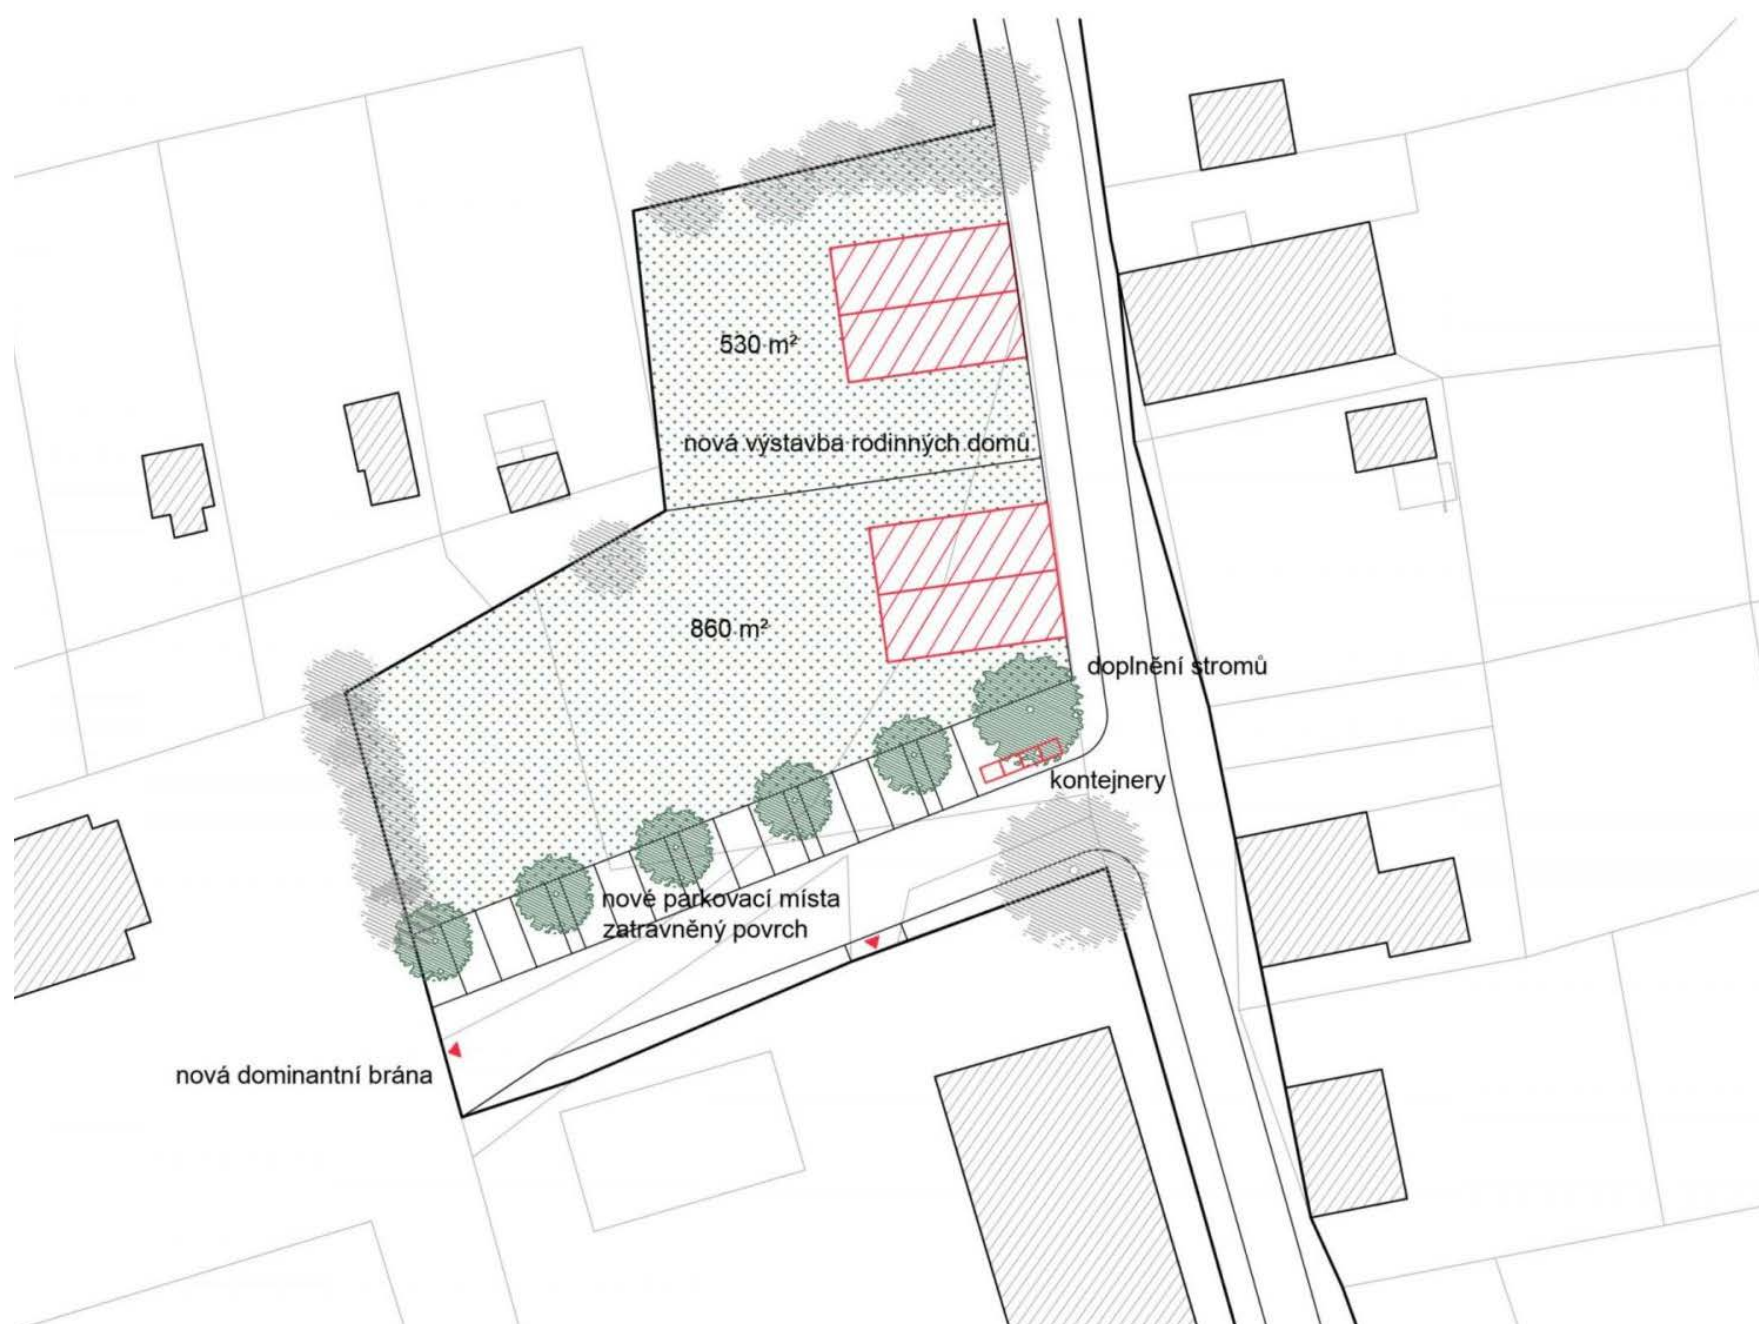 530 m²
nová výstavba rodinných domů
860 m²
doplnění stromů
kontejnery
nové parkovací místa
zatravněný povrch
nová dominantní brána